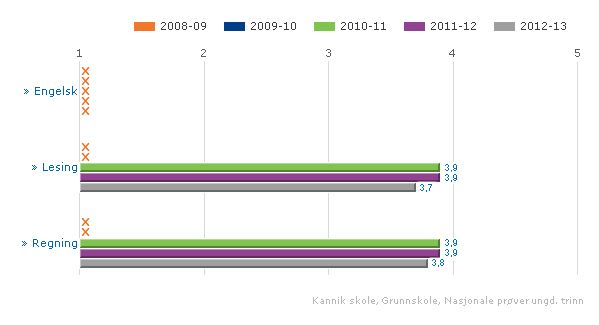 2008-09 2009-10 2010-11 2011-12 2012-13
1 2 3 4 5
» Engelsk
» Lesing
3,9
3,9
3,7
» Regning
3,9
3,9
3,8
Kannik skole, Grunnskole, Nasjonale prøver ungd. trinn